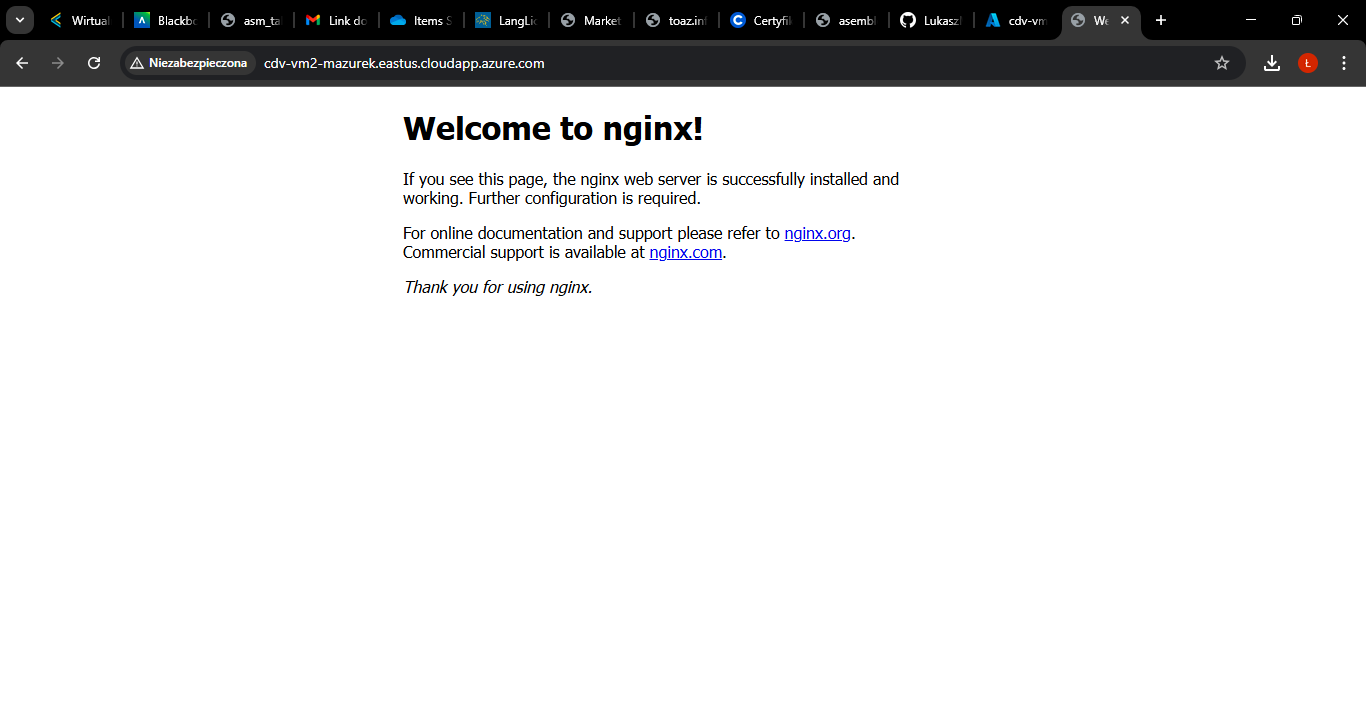 Wirtual
Blackbo
asm_ta
Link do
Items S
LangLi
Market
toaz.inf
Certyfik
asembl
Lukaszl
cdv-vm
We
Niezabezpieczona
cdv-vm2-mazurek.eastus.cloudapp.azure.com
Ł
Welcome to nginx!
If you see this page, the nginx web server is successfully installed and
working. Further configuration is required.
For online documentation and support please refer to nginx.org.
Commercial support is available at nginx.com.
Thank you for using nginx.